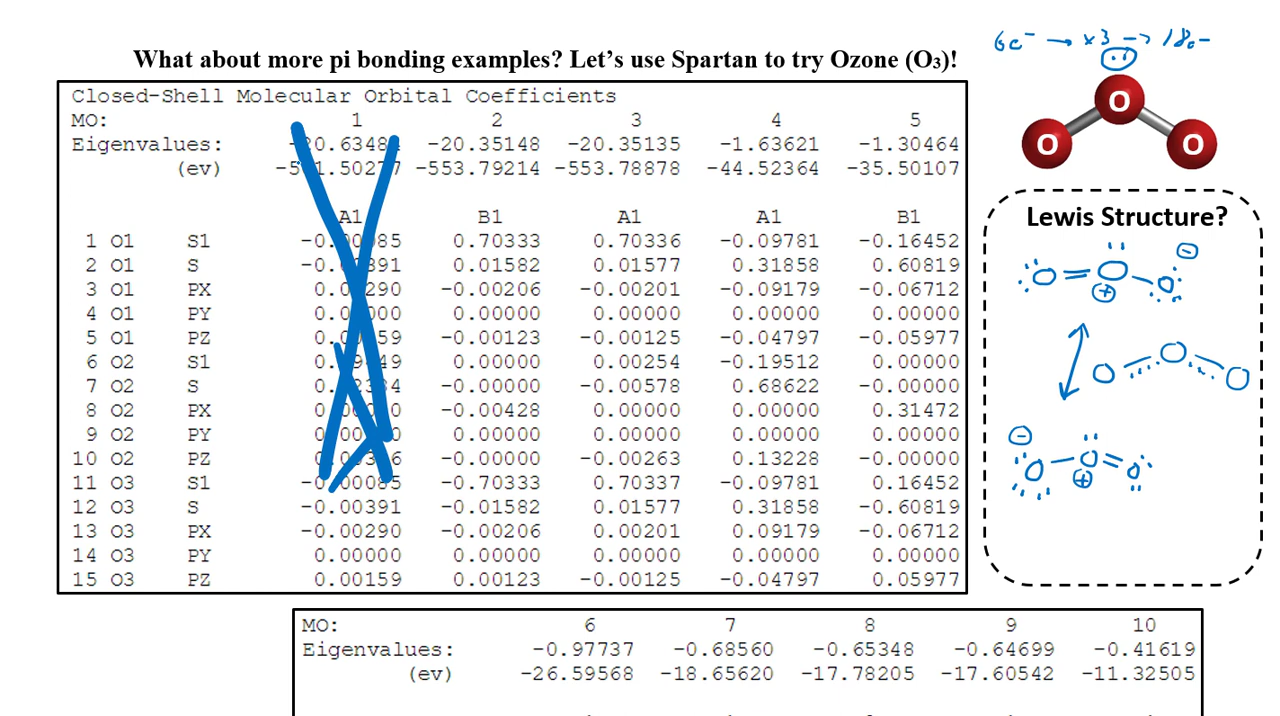 What about more pi bonding examples? Let's use Spartan to try Ozone (O₃)!
6e⁻ → x3 → 18e⁻
Closed-Shell Molecular Orbital Coefficients
MO: 1 2 3 4 5
Eigenvalues: -20.63484 -20.35148 -20.35135 -1.63621 -1.30464
(ev) -553.79214 -553.78878 -44.52364 -35.50107
A1 B1 A1 A1 B1
1 O1 S1 0.70333 0.70336 -0.09781 -0.16452
2 O1 S 0.01582 0.01577 0.31858 0.60819
3 O1 PX -0.00206 -0.00201 -0.09179 -0.06712
4 O1 PY 0.00000 0.00000 0.00000 0.00000
5 O1 PZ -0.00123 -0.00125 -0.04797 -0.05977
6 O2 S1 0.00000 0.00254 -0.19512 0.00000
7 O2 S -0.00000 -0.00578 0.68622 -0.00000
8 O2 PX -0.00428 0.00000 0.00000 0.31472
9 O2 PY 0.00000 0.00000 0.00000 0.00000
10 O2 PZ -0.00000 -0.00263 0.13228 -0.00000
11 O3 S1 -0.00085 -0.70333 0.70337 -0.09781 0.16452
12 O3 S -0.00391 -0.01582 0.01577 0.31858 -0.60819
13 O3 PX -0.00290 -0.00206 0.00201 0.09179 -0.06712
14 O3 PY 0.00000 0.00000 0.00000 0.00000 0.00000
15 O3 PZ 0.00159 0.00123 -0.00125 -0.04797 0.05977
O O O
Lewis Structure?
O = O - O ⊖
⊕
O O O
⊖
O - O = O
⊕
MO: 6 7 8 9 10
Eigenvalues: -0.97737 -0.68560 -0.65348 -0.64699 -0.41619
(ev) -26.59568 -18.65620 -17.78205 -17.60542 -11.32505